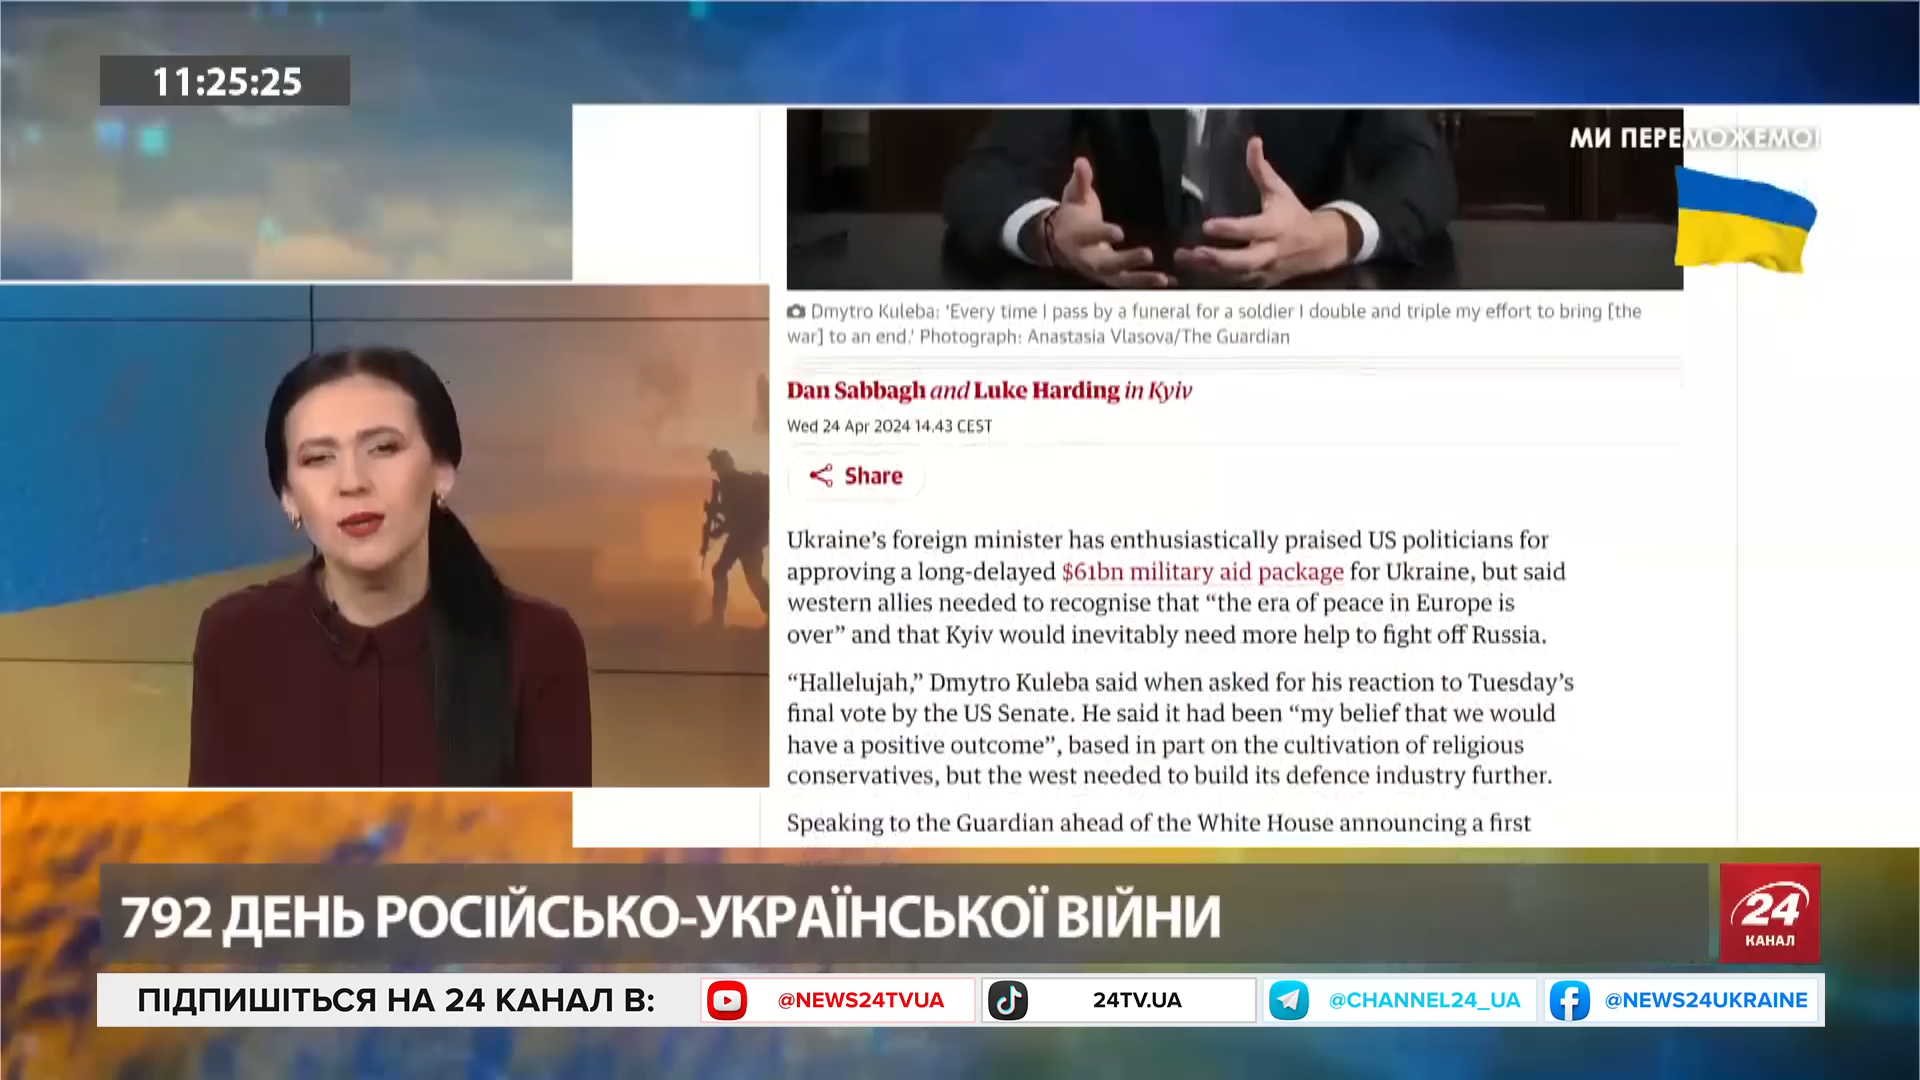 11:25:25
МИ ПЕРЕМОЖЕМО!
Dmytro Kuleba: ‘Every time I pass by a funeral for a soldier I double and triple my effort to bring [the
war] to an end.’ Photograph: Anastasia Vlasova/The Guardian
Dan Sabbagh and Luke Harding in Kyiv
Wed 24 Apr 2024 14.43 CEST
Share
Ukraine’s foreign minister has enthusiastically praised US politicians for
approving a long-delayed $61bn military aid package for Ukraine, but said
western allies needed to recognise that “the era of peace in Europe is
over” and that Kyiv would inevitably need more help to fight off Russia.
“Hallelujah,” Dmytro Kuleba said when asked for his reaction to Tuesday’s
final vote by the US Senate. He said it had been “my belief that we would
have a positive outcome”, based in part on the cultivation of religious
conservatives, but the west needed to build its defence industry further.
Speaking to the Guardian ahead of the White House announcing a first
792 ДЕНЬ РОСІЙСЬКО-УКРАЇНСЬКОЇ ВІЙНИ
24
КАНАЛ
ПІДПИШІТЬСЯ НА 24 КАНАЛ В:
@NEWS24TVUA
24TV.UA
@CHANNEL24_UA
@NEWS24UKRAINE